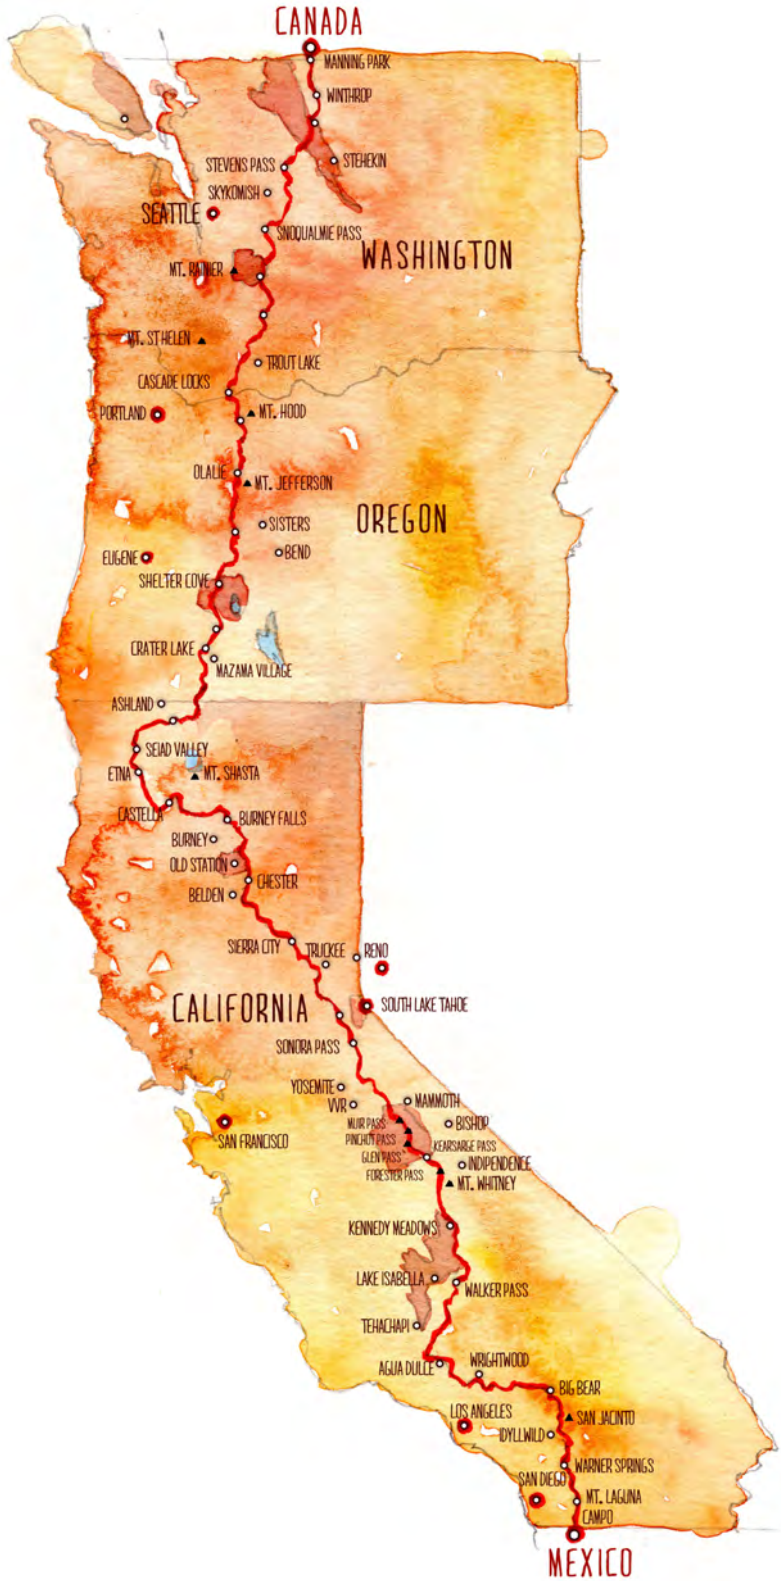 CANADA
MANNING PARK
WINTHROP
STEHEKIN
STEVENS PASS
SKYKOMISH
SEATTLE
SNOQUALMIE PASS
WASHINGTON
MT. RAINIER
MT. ST HELEN
TROUT LAKE
CASCADE LOCKS
PORTLAND
MT. HOOD
OLALIE
MT. JEFFERSON
OREGON
SISTERS
BEND
EUGENE
SHELTER COVE
CRATER LAKE
MAZAMA VILLAGE
ASHLAND
SEIAD VALLEY
ETNA
MT. SHASTA
CASTELLA
BURNEY FALLS
BURNEY
OLD STATION
CHESTER
BELDEN
SIERRA CITY
TRUCKEE
RENO
CALIFORNIA
SOUTH LAKE TAHOE
SONORA PASS
YOSEMITE
VVR
MAMMOTH
MUIR PASS
BISHOP
PINCHOT PASS
SAN FRANCISCO
KEARSARGE PASS
GLEN PASS
INDIPENDENCE
FORESTER PASS
MT. WHITNEY
KENNEDY MEADOWS
LAKE ISABELLA
WALKER PASS
TEHACHAPI
AGUA DULCE
WRIGHTWOOD
BIG BEAR
LOS ANGELES
SAN JACINTO
IDYLLWILD
WARNER SPRINGS
SAN DIEGO
MT. LAGUNA
CAMPO
MEXICO